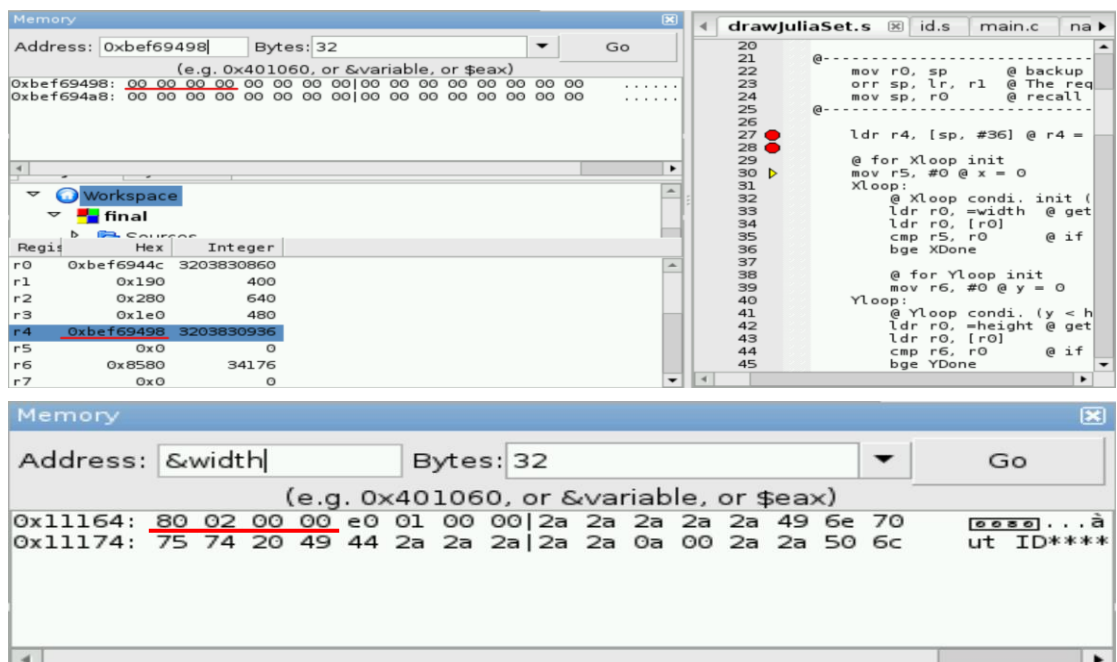 Memory
Address: 0xbef69498 Bytes: 32 Go
(e.g. 0x401060, or &variable, or $eax)
0xbef69498: 00 00 00 00 00 00 00 00|00 00 00 00 00 00 00 00 ......
0xbef694a8: 00 00 00 00 00 00 00 00|00 00 00 00 00 00 00 00 ......
Workspace
final
Regis Hex Integer
r0 0xbef6944c 3203830860
r1 0x190 400
r2 0x280 640
r3 0x1e0 480
r4 0xbef69498 3203830936
r5 0x0 0
r6 0x8580 34176
r7 0x0 0
drawJuliaSet.s id.s main.c na
20
21 @----------------------------
22 mov r0, sp @ backup
23 orr sp, lr, r1 @ The req
24 mov sp, r0 @ recall
25 @----------------------------
26
27 ldr r4, [sp, #36] @ r4 =
28
29 @ for Xloop init
30 mov r5, #0 @ x = 0
31 Xloop:
32 @ Xloop condi. init (
33 ldr r0, =width @ get
34 ldr r0, [r0]
35 cmp r5, r0 @ if
36 bge XDone
37
38 @ for Yloop init
39 mov r6, #0 @ y = 0
40 Yloop:
41 @ Yloop condi. (y < h
42 ldr r0, =height @ get
43 ldr r0, [r0]
44 cmp r6, r0 @ if
45 bge YDone
Memory
Address: &width Bytes: 32 Go
(e.g. 0x401060, or &variable, or $eax)
0x11164: 80 02 00 00 e0 01 00 00|2a 2a 2a 2a 2a 49 6e 70 ...à
0x11174: 75 74 20 49 44 2a 2a 2a|2a 2a 0a 00 2a 2a 50 6c ut ID****